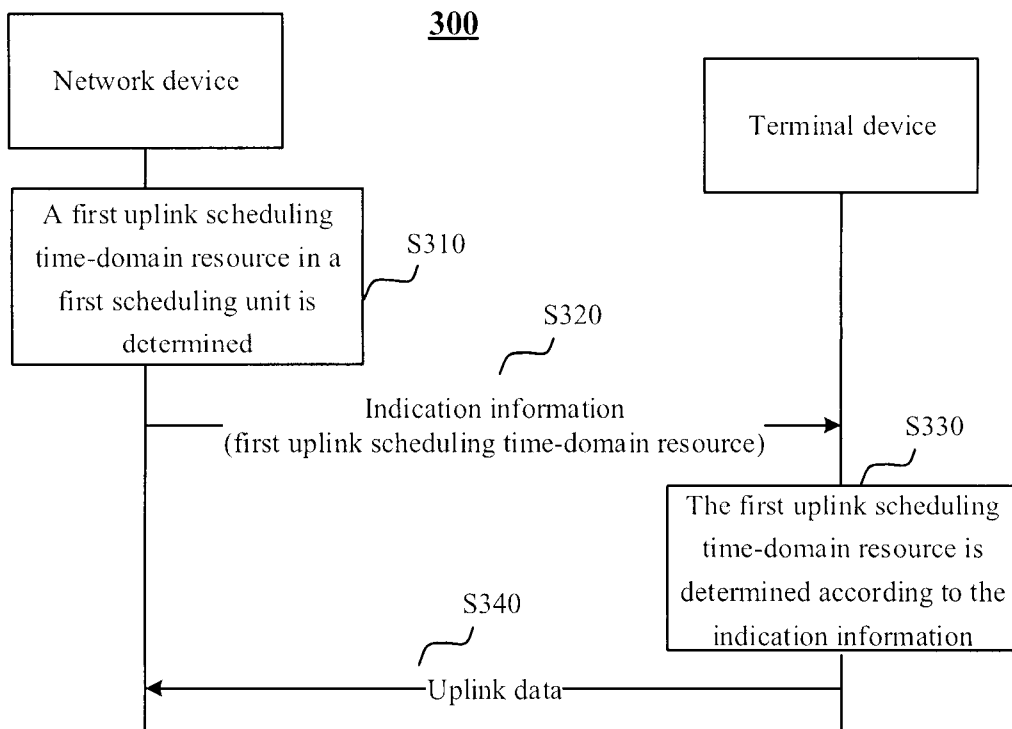 300
Network device
Terminal device
A first uplink scheduling
time-domain resource in a
first scheduling unit is
determined
S310
S320
Indication information
(first uplink scheduling time-domain resource)
S330
The first uplink scheduling
time-domain resource is
determined according to the
indication information
S340
Uplink data